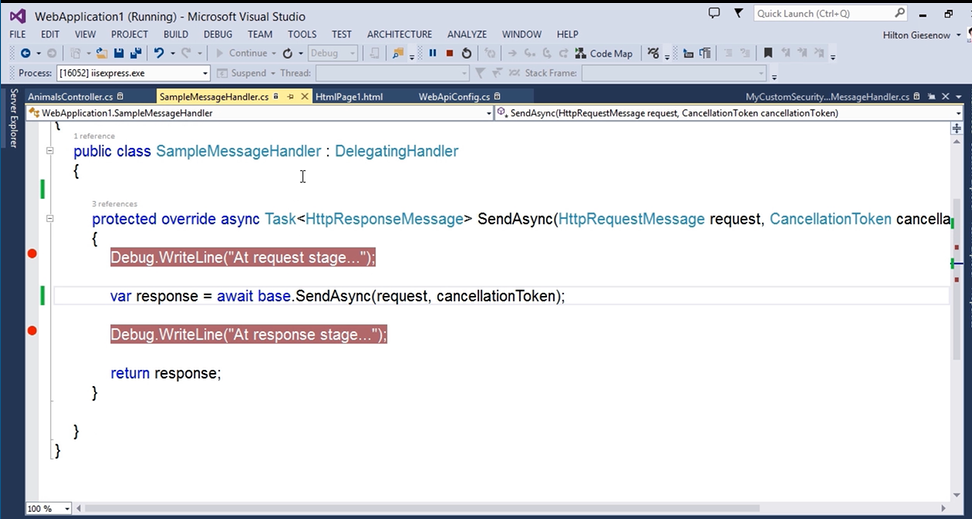 WebApplication1 (Running) - Microsoft Visual Studio
Quick Launch (Ctrl+Q)
FILE EDIT VIEW PROJECT BUILD DEBUG TEAM TOOLS TEST ARCHITECTURE ANALYZE WINDOW HELP
Hilton Giesenow
Continue Debug Code Map
Process: [16052] iisexpress.exe Suspend Thread: Stack Frame:
Server Explorer
AnimalsController.cs SampleMessageHandler.cs HtmlPage1.html WebApiConfig.cs MyCustomSecurity...MessageHandler.cs
WebApplication1.SampleMessageHandler SendAsync(HttpRequestMessage request, CancellationToken cancellationToken)
{
1 reference
public class SampleMessageHandler : DelegatingHandler
{
3 references
protected override async Task<HttpResponseMessage> SendAsync(HttpRequestMessage request, CancellationToken cancella
{
Debug.WriteLine("At request stage...");
var response = await base.SendAsync(request, cancellationToken);
Debug.WriteLine("At response stage...");
return response;
}
}
}
100 %